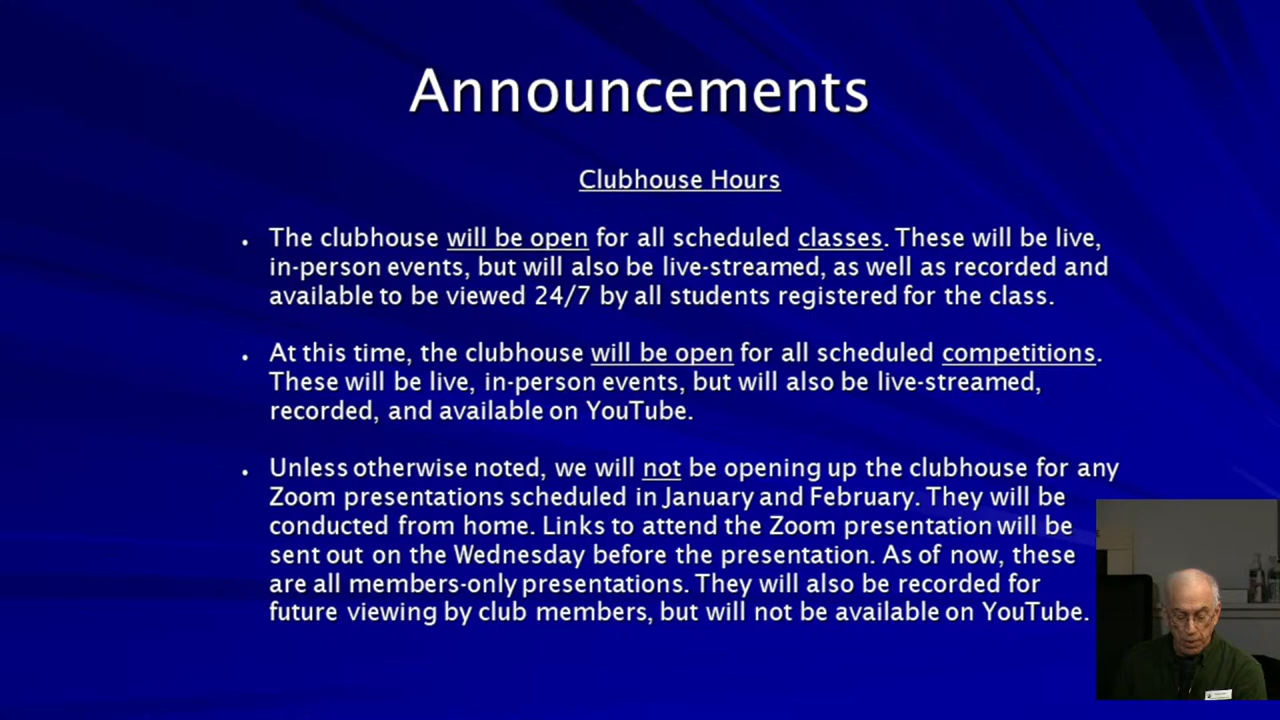 Announcements
Clubhouse Hours
• The clubhouse will be open for all scheduled classes. These will be live,
in-person events, but will also be live-streamed, as well as recorded and
available to be viewed 24/7 by all students registered for the class.
• At this time, the clubhouse will be open for all scheduled competitions.
These will be live, in-person events, but will also be live-streamed,
recorded, and available on YouTube.
• Unless otherwise noted, we will not be opening up the clubhouse for any
Zoom presentations scheduled in January and February. They will be
conducted from home. Links to attend the Zoom presentation will be
sent out on the Wednesday before the presentation. As of now, these
are all members-only presentations. They will also be recorded for
future viewing by club members, but will not be available on YouTube.